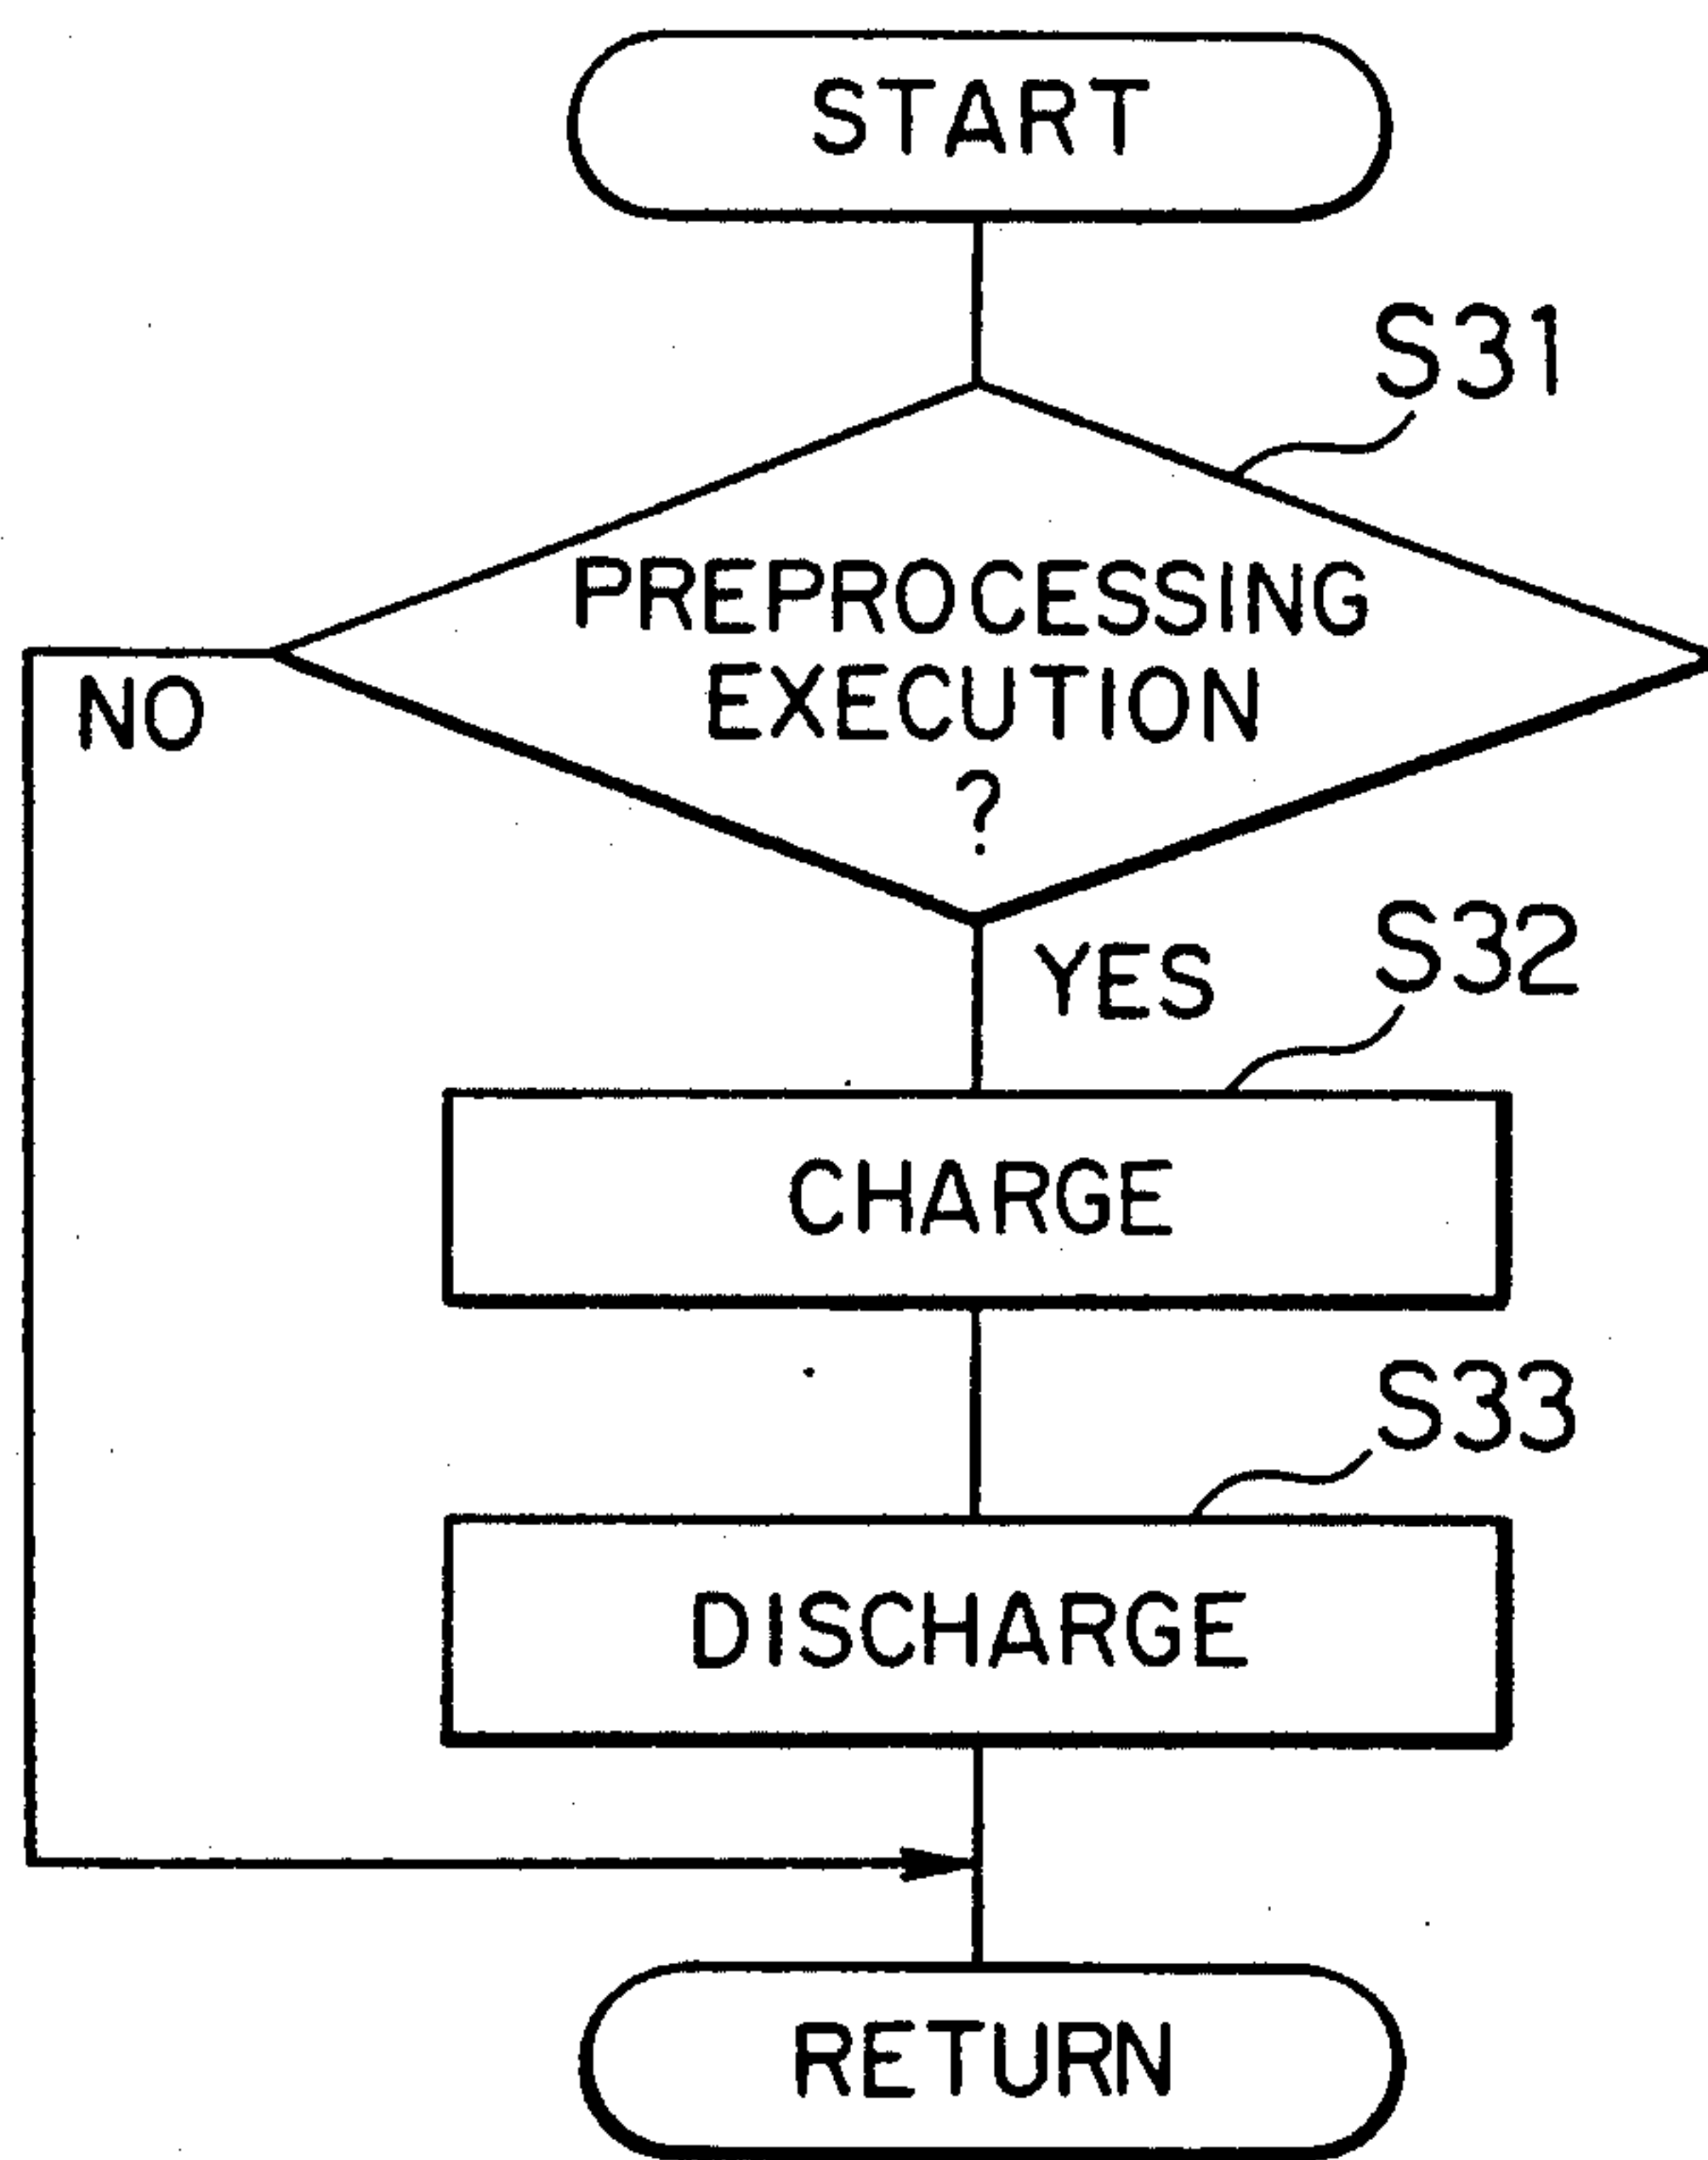 START
S31
PREPROCESSING
EXECUTION
?
NO
YES
S32
CHARGE
S33
DISCHARGE
RETURN